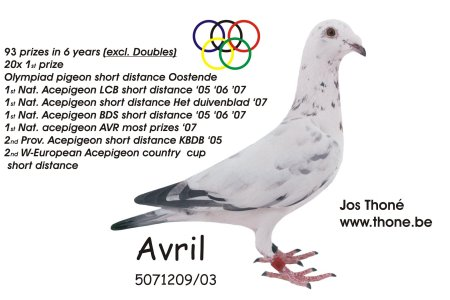 93 prizes in 6 years (excl. Doubles)
20x 1st prize
Olympiad pigeon short distance Oostende
1st Nat. Acepigeon LCB short distance '05 '06 '07
1st Nat. Acepigeon short distance Het duivenblad '07
1st Nat. Acepigeon BDS short distance '05 '06 '07
1st Nat. acepigeon AVR most prizes '07
2nd Prov. Acepigeon short distance KBDB '05
2nd W-European Acepigeon country cup
short distance
Jos Thoné
www.thone.be
Avril
5071209/03